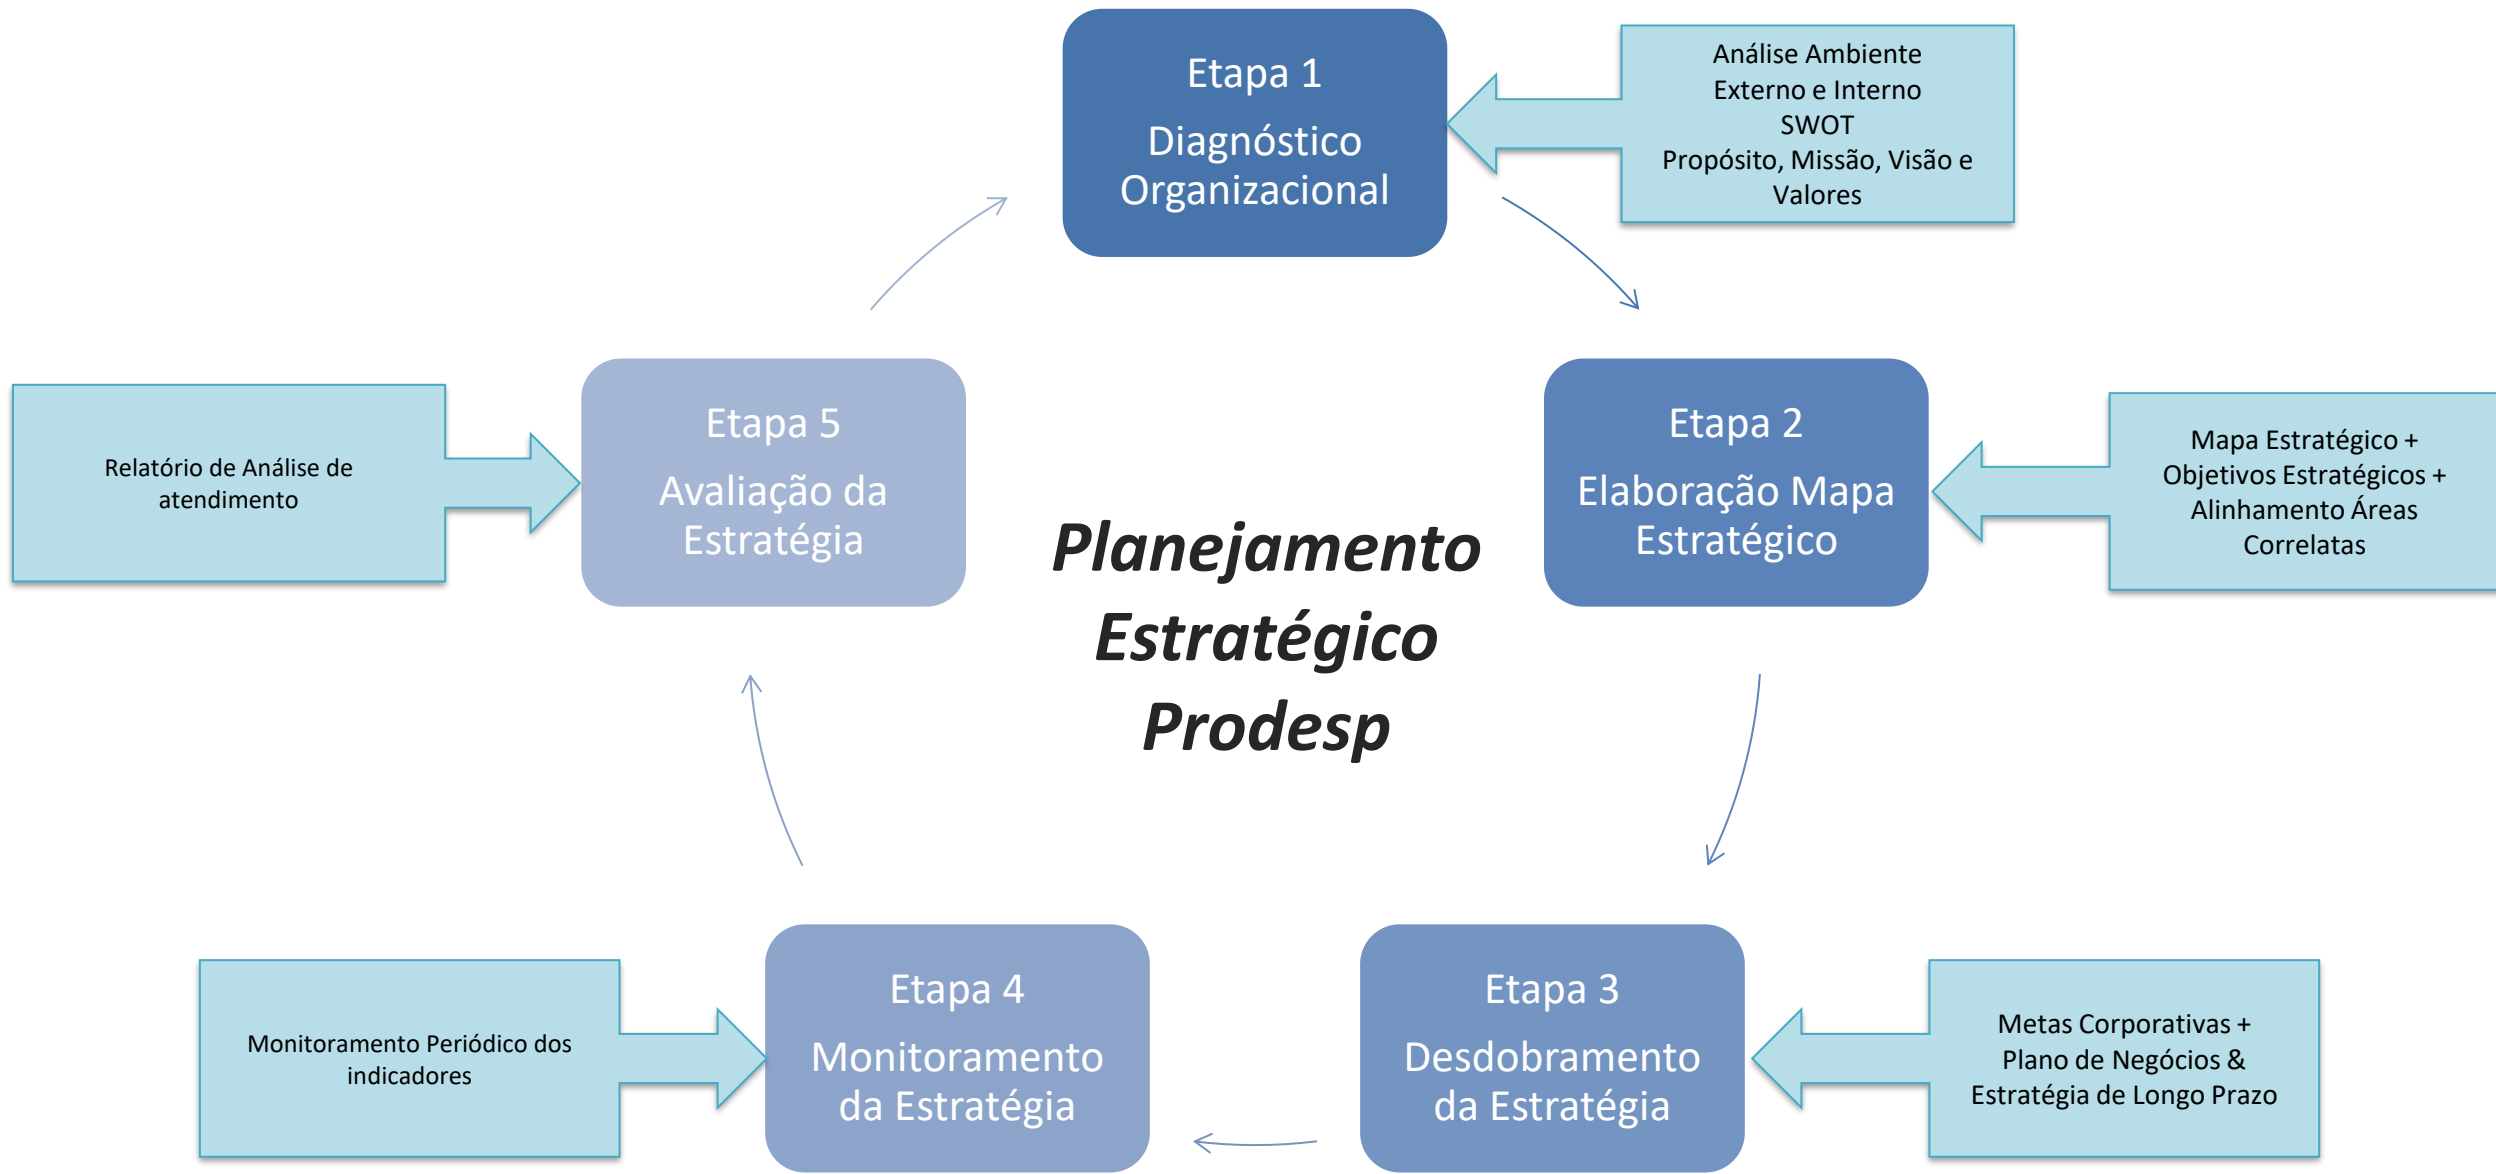 Etapa 1
Diagnóstico
Organizacional
Análise Ambiente
Externo e Interno
SWOT
Propósito, Missão, Visão e
Valores
Etapa 2
Elaboração Mapa
Estratégico
Mapa Estratégico +
Objetivos Estratégicos +
Alinhamento Áreas
Correlatas
Etapa 3
Desdobramento
da Estratégia
Metas Corporativas +
Plano de Negócios &
Estratégia de Longo Prazo
Etapa 4
Monitoramento
da Estratégia
Monitoramento Periódico dos
indicadores
Etapa 5
Avaliação da
Estratégia
Relatório de Análise de
atendimento
Planejamento
Estratégico
Prodesp